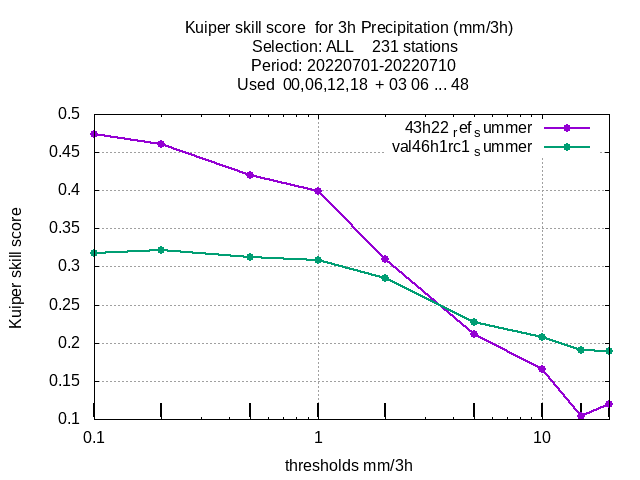 Kuiper skill score  for 3h Precipitation (mm/3h)
Selection: ALL    231 stations
Period: 20220701-20220710
Used  00,06,12,18  + 03 06 ... 48
43h22 ref summer
val46h1rc1 summer
Kuiper skill score
0.5
0.45
0.4
0.35
0.3
0.25
0.2
0.15
0.1
0.1 1 10
thresholds mm/3h